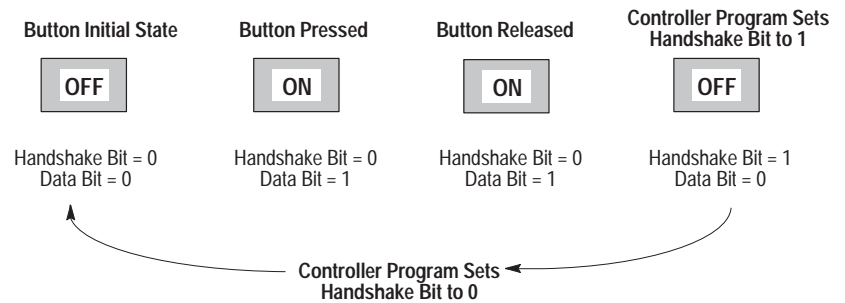 Button Initial State
OFF
Handshake Bit = 0
Data Bit = 0
Button Pressed
ON
Handshake Bit = 0
Data Bit = 1
Button Released
ON
Handshake Bit = 0
Data Bit = 1
Controller Program Sets
Handshake Bit to 1
OFF
Handshake Bit = 1
Data Bit = 0
Controller Program Sets
Handshake Bit to 0